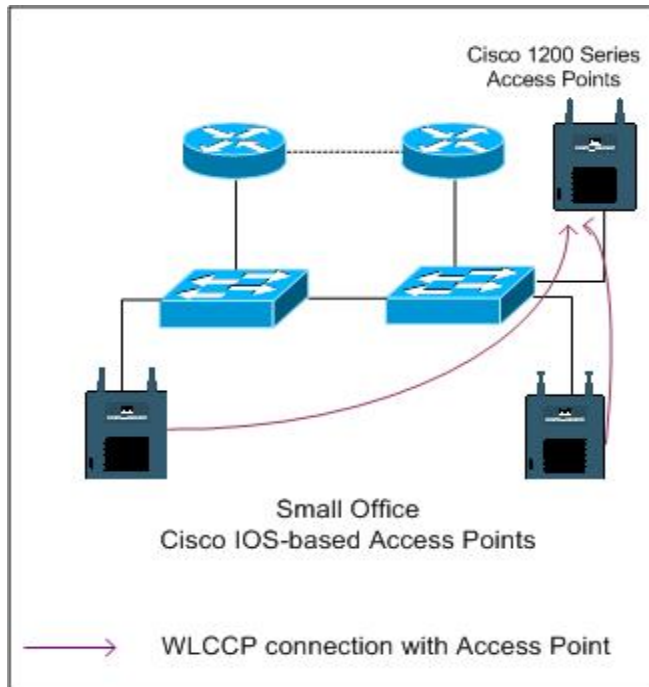 Cisco 1200 Series
Access Points
Small Office
Cisco IOS-based Access Points
WLCCP connection with Access Point